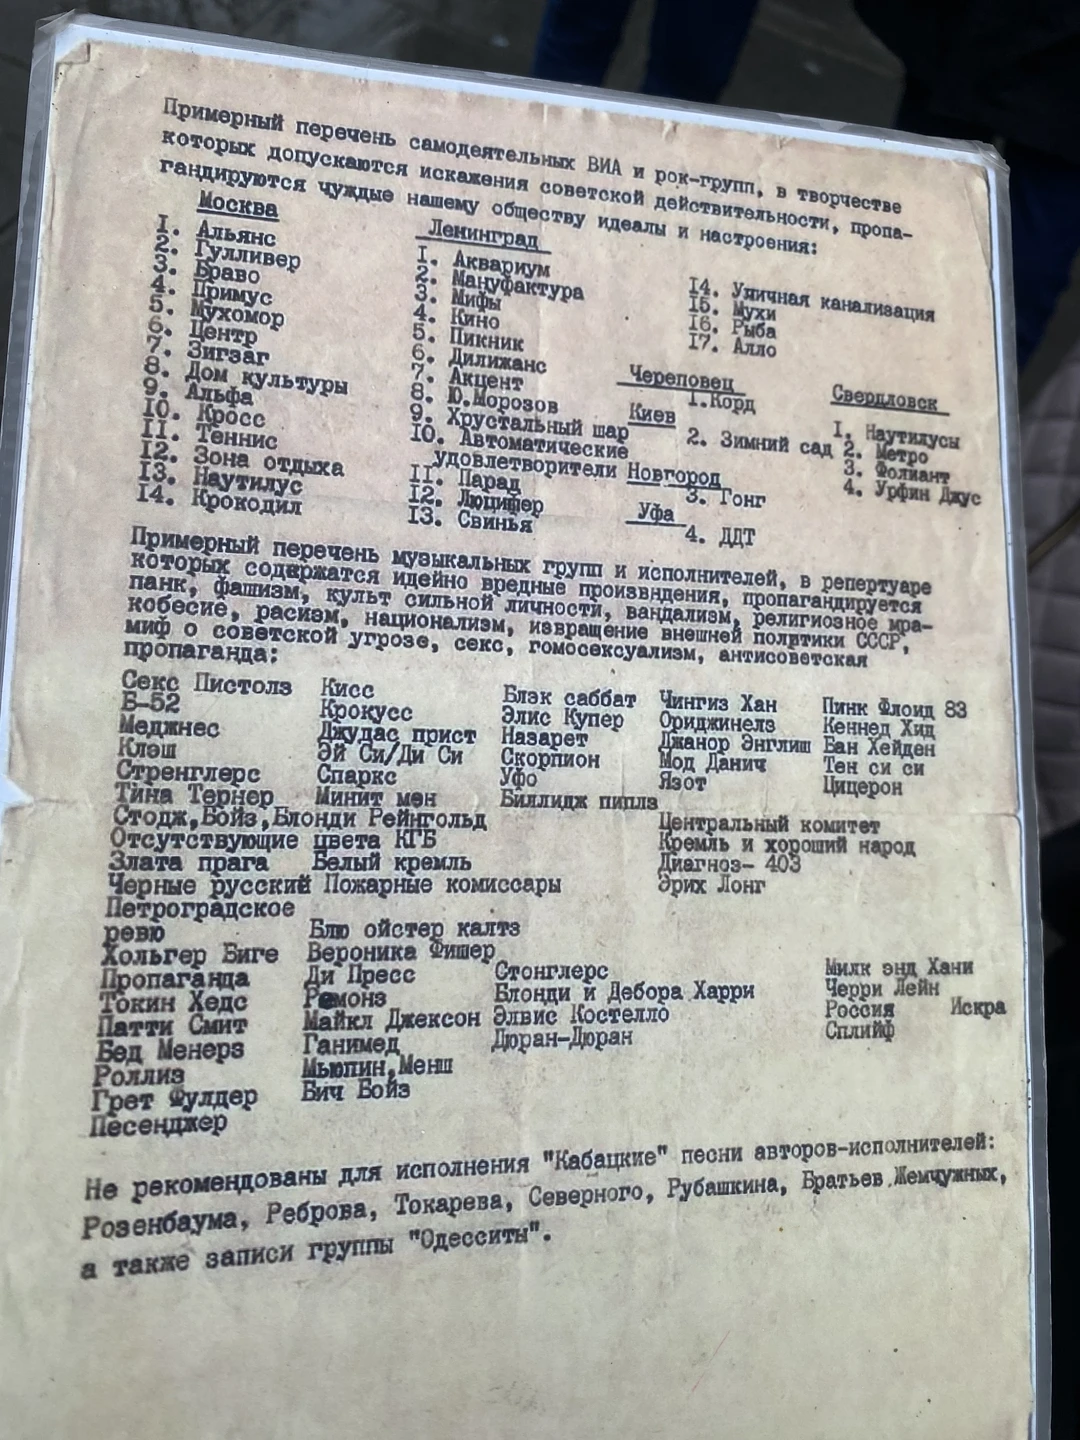 Примерный перечень самодеятельных ВИА и рок-групп, в творчестве
которых допускаются искажения советской действительности, пропа-
гандируются чуждые нашему обществу идеалы и настроения:
Москва
1. Альянс
2. Гулливер
3. Браво
4. Примус
5. Мухомор
6. Центр
7. Зигзаг
8. Дом культуры
9. Альфа
10. Кросс
11. Теннис
12. Зона отдыха
13. Наутилус
14. Крокодил
Ленинград
1. Аквариум
2. Мануфактура
3. Мифы
4. Кино
5. Пикник
6. Дилижанс
7. Акцент
8. Ю.Морозов
9. Хрустальный шар
10. Автоматические
удовлетворители
11. Парад
12. Люцифер
13. Свинья
14. Уличная канализация
15. Мухи
16. Рыба
17. Алло
Череповец
1.Корд
Киев
2. Зимний сад
Новгород
3. Гонг
Уфа
4. ДДТ
Свердловск
1. Наутилусы
2. Метро
3. Фолиант
4. Урфин Джус
Примерный перечень музыкальных групп и исполнителей, в репертуаре
которых содержатся идейно вредные произвндения, пропагандируется
панк, фашизм, культ сильной личности, вандализм, религиозное мра-
кобесие, расизм, национализм, извращение внешней политики СССР,
миф о советской угрозе, секс, гомосексуализм, антисоветская
пропаганда:
Секс Пистолз Кисс Блэк саббат Чингиз Хан Пинк Флоид 83
Б-52 Крокусс Элис Купер Ориджинелз Кеннед Хид
Меджнес Джудас прист Назарет Джанор Энглиш Ван Хейден
Клэш Эй Си/Ди Си Скорпион Мод Данич Тен си си
Стренглерс Спаркс Уфо Язот Цицерон
Тина Тернер Минит мен Виллидж пиплз
Стодж,Бойз,Блонди Рейнгольд Центральный комитет
Отсутствующие цвета КГБ Кремль и хороший народ
Злата прага Белый кремль Диагноз- 403
Черные русский Пожарные комиссары Эрих Лонг
Петроградское
ревю Блю ойстер калтз
Хольгер Биге Вероника Фишер
Пропаганда Ди Пресс Стонглерс Милк энд Хани
Токин Хедс Ремонз Блонди и Дебора Харри Черри Лейн
Патти Смит Майкл Джексон Элвис Костелло Россия Искра
Бед Менерз Ганимед Дюран-Дюран Сплийф
Роллиз Мьюпин,Менш
Грет Фулдер Бич Бойз
Песенджер
Не рекомендованы для исполнения "Кабацкие" песни авторов-исполнителей:
Розенбаума, Реброва, Токарева, Северного, Рубашкина, Братьев Жемчужных,
а также записи группы "Одесситы".